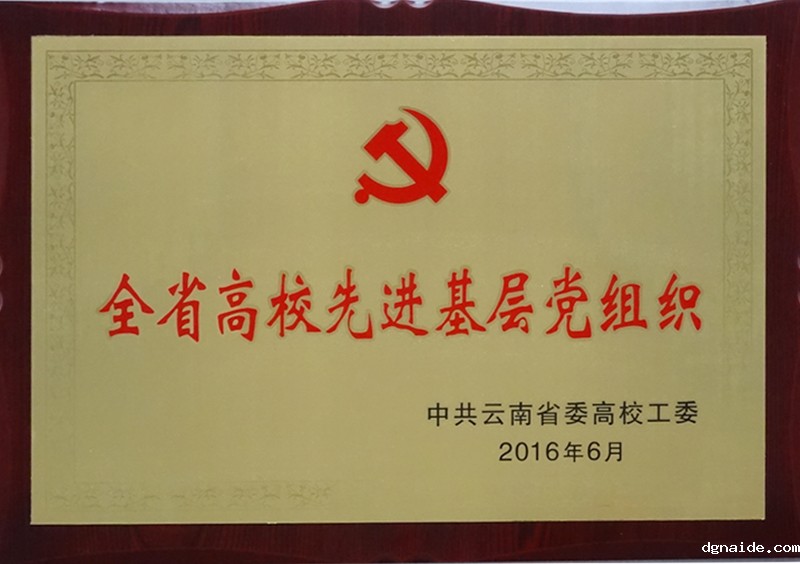 全省高校先进基层党组织
中共云南省委高校工委
2016年6月
dgnaide.com